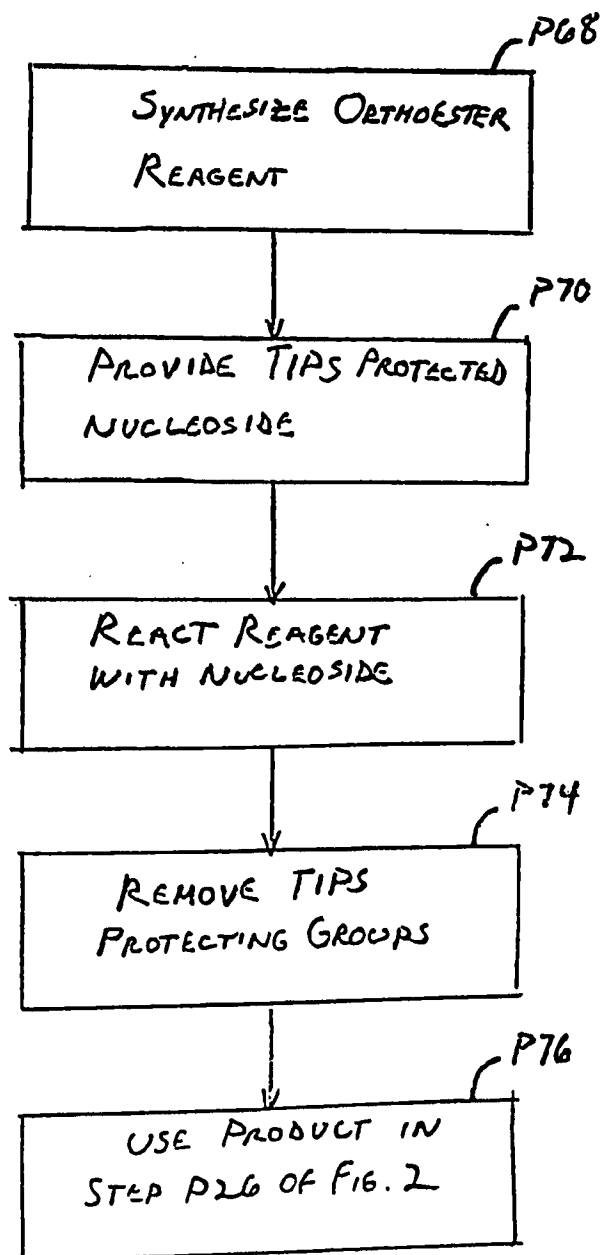 P68
SYNTHESIZE ORTHOESTER
REAGENT
P70
PROVIDE TIPS PROTECTED
NUCLEOSIDE
P72
REACT REAGENT
WITH NUCLEOSIDE
P74
REMOVE TIPS
PROTECTING GROUPS
P76
USE PRODUCT IN
STEP P26 OF FIG. 2